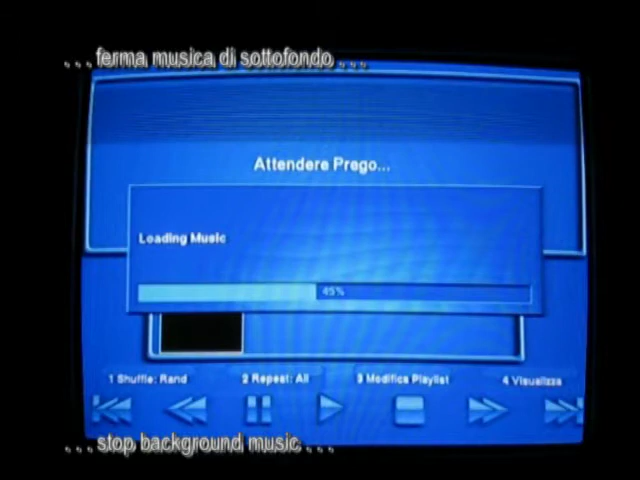 . . . ferma musica di sottofondo . . .
Attendere Prego...
Loading Music
45%
1 Shuffle: Rand 2 Repeat: All 3 Modifica Playlist 4 Visualizza
. . . stop background music . . .